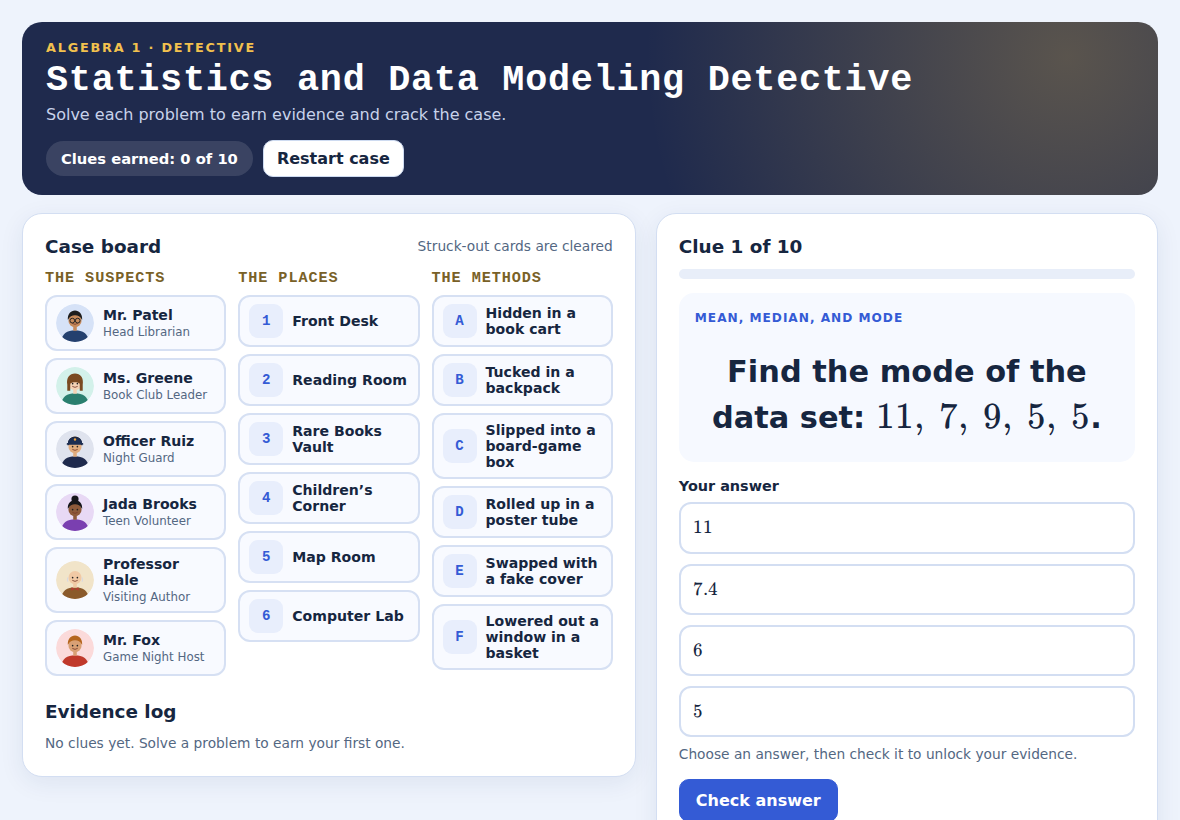 ALGEBRA 1 · DETECTIVE
Statistics and Data Modeling Detective
Solve each problem to earn evidence and crack the case.
Clues earned: 0 of 10
Restart case
Case board
Struck-out cards are cleared
THE SUSPECTS
Mr. Patel
Head Librarian
Ms. Greene
Book Club Leader
Officer Ruiz
Night Guard
Jada Brooks
Teen Volunteer
Professor
Hale
Visiting Author
Mr. Fox
Game Night Host
THE PLACES
1 Front Desk
2 Reading Room
3 Rare Books
Vault
4 Children’s
Corner
5 Map Room
6 Computer Lab
THE METHODS
A Hidden in a
book cart
B Tucked in a
backpack
C Slipped into a
board-game
box
D Rolled up in a
poster tube
E Swapped with
a fake cover
F Lowered out a
window in a
basket
Evidence log
No clues yet. Solve a problem to earn your first one.
Clue 1 of 10
MEAN, MEDIAN, AND MODE
Find the mode of the
data set: 11, 7, 9, 5, 5.
Your answer
11
7.4
6
5
Choose an answer, then check it to unlock your evidence.
Check answer